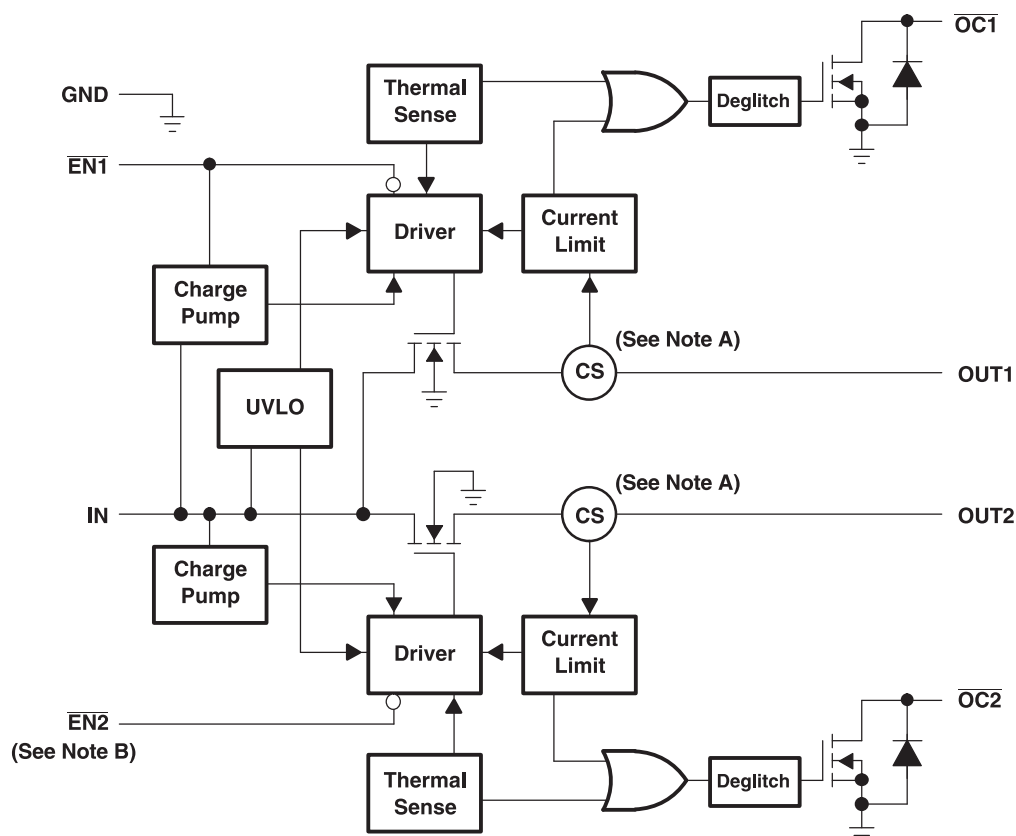 OC1
GND
Thermal
Sense
Deglitch
EN1
Driver
Current
Limit
Charge
Pump
(See Note A)
CS
OUT1
UVLO
(See Note A)
IN
CS
OUT2
Charge
Pump
Driver
Current
Limit
EN2
(See Note B)
OC2
Thermal
Sense
Deglitch